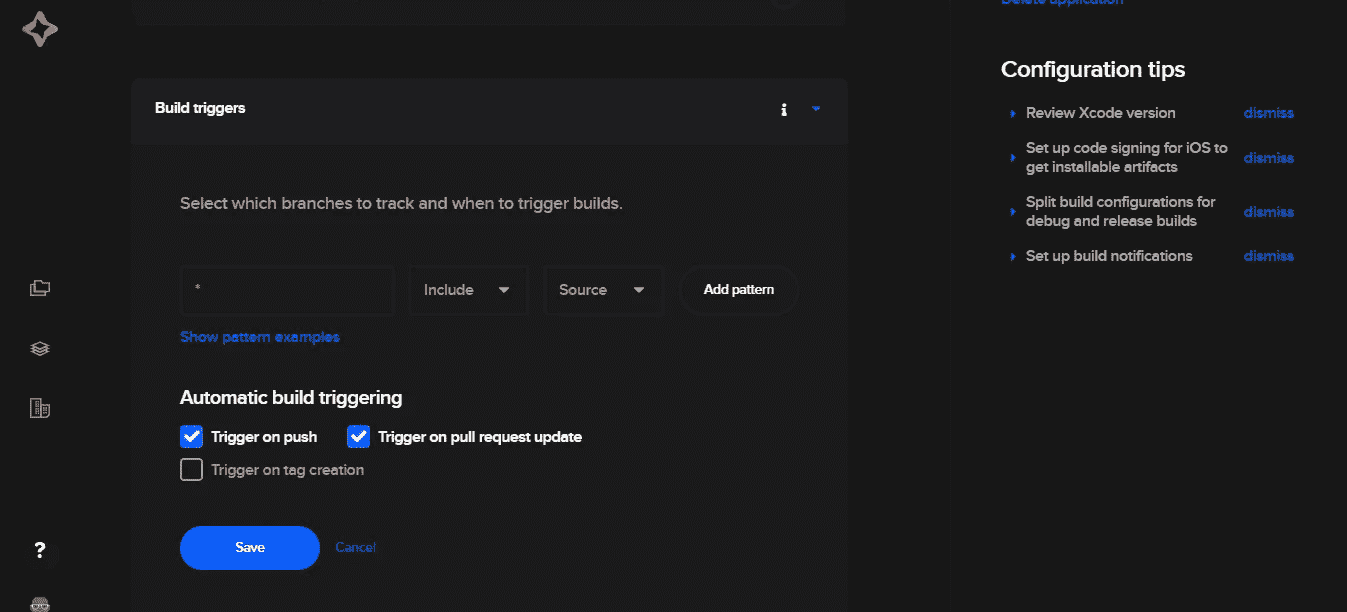 Delete application
Build triggers
Select which branches to track and when to trigger builds.
* Include Source Add pattern
Show pattern examples
Automatic build triggering
Trigger on push Trigger on pull request update
Trigger on tag creation
Save Cancel
?
Configuration tips
Review Xcode version dismiss
Set up code signing for iOS to
get installable artifacts dismiss
Split build configurations for
debug and release builds dismiss
Set up build notifications dismiss